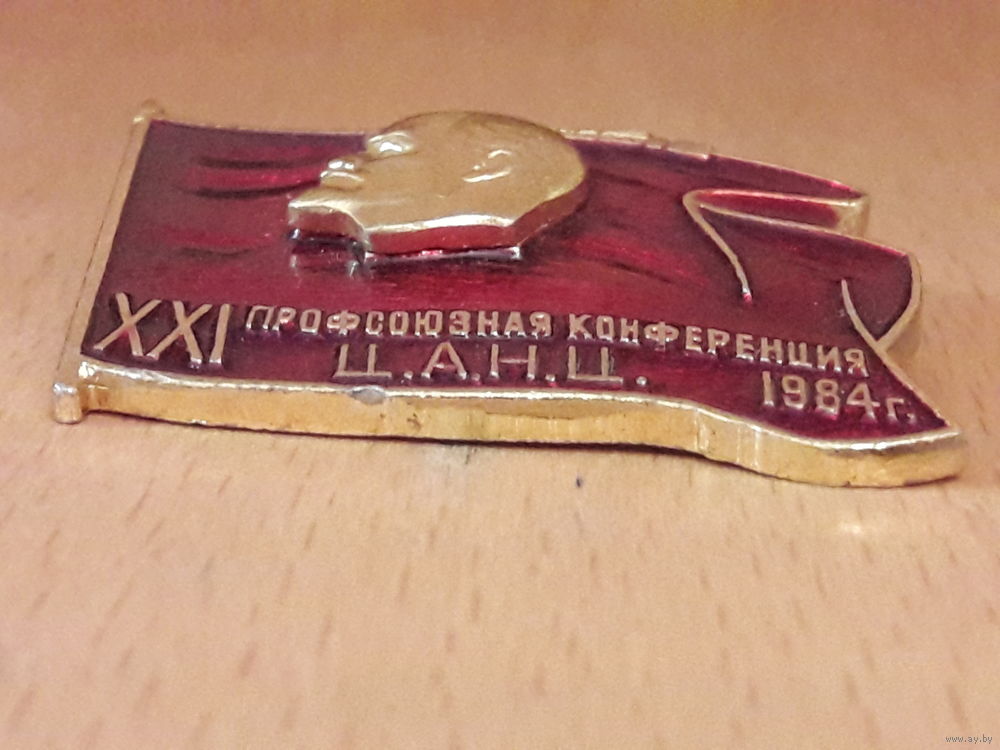 XXI ПРОФСОЮЗНАЯ КОНФЕРЕНЦИЯ
Ц.А.Н.Ц.
1984г.
www.ay.by